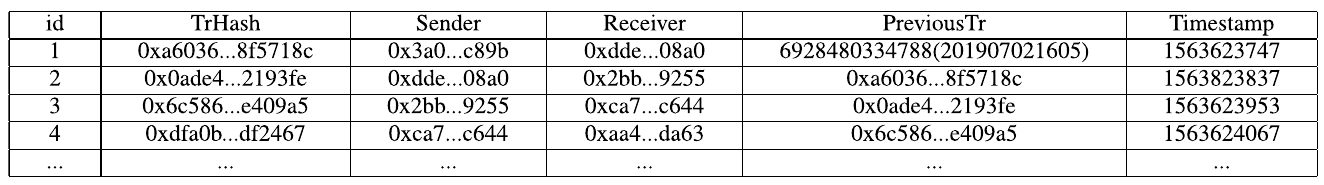 id TrHash Sender Receiver PreviousTr Timestamp
1 0xa6036...8f5718c 0x3a0...c89b 0xdde...08a0 6928480334788(201907021605) 1563623747
2 0x0ade4...2193fe 0xdde...08a0 0x2bb...9255 0xa6036...8f5718c 1563823837
3 0x6c586...e409a5 0x2bb...9255 0xca7...c644 0x0ade4...2193fe 1563623953
4 0xdfa0b...df2467 0xca7...c644 0xaa4...da63 0x6c586...e409a5 1563624067
... ... ... ... ... ...